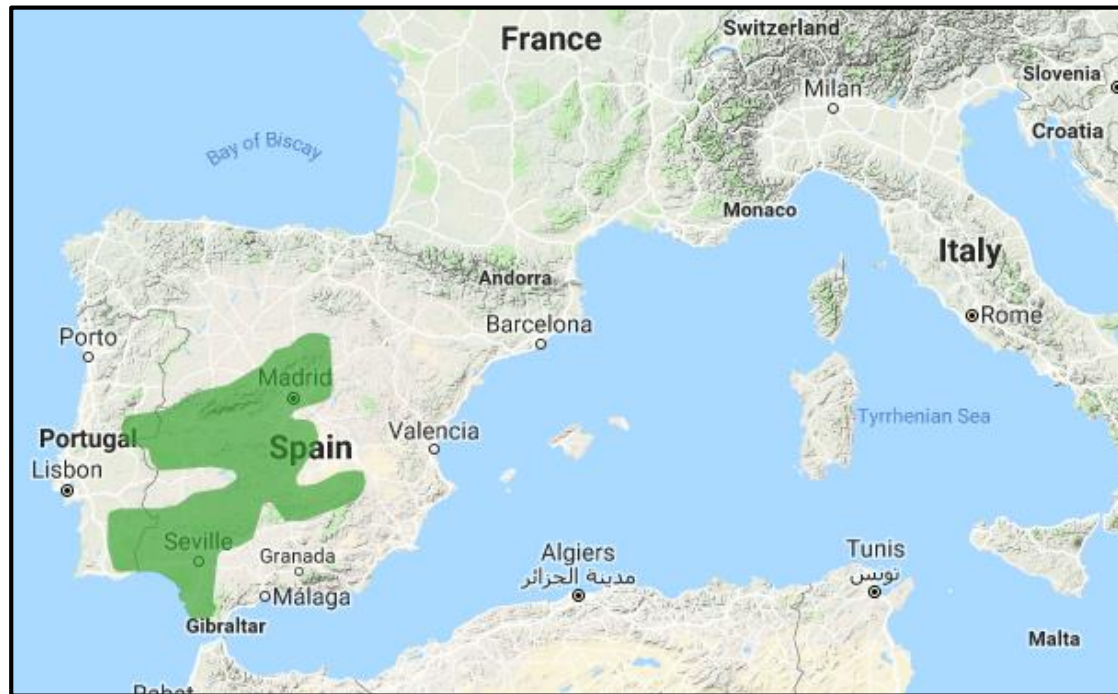 France
Switzerland
Milan
Slovenia
Croatia
Bay of Biscay
Monaco
Italy
Andorra
Rome
Barcelona
Porto
Madrid
Tyrrhenian Sea
Portugal
Spain
Valencia
Lisbon
Seville
Granada
Algiers
مدينة الجزائر
Tunis
تونس
Málaga
Gibraltar
Malta